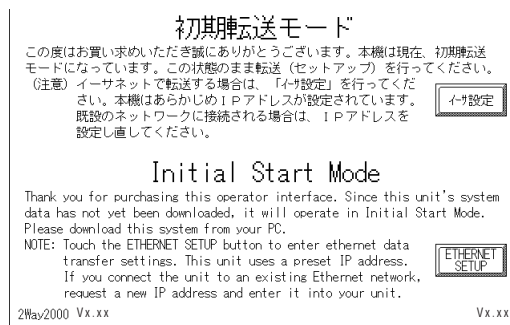 初期転送モード
この度はお買い求めいただき誠にありがとうございます。本機は現在、初期転送
モードになっています。この状態のまま転送（セットアップ）を行ってください。
（注意）イーサネットで転送する場合は、「ｲｰｻ設定」を行ってくだ
さい。本機はあらかじめＩＰアドレスが設定されています。
既設のネットワークに接続される場合は、ＩＰアドレスを
設定し直してください。
ｲｰｻ設定
Initial Start Mode
Thank you for purchasing this operator interface. Since this unit's system
data has not yet been downloaded, it will operate in Initial Start Mode.
Please download this system from your PC.
NOTE: Touch the ETHERNET SETUP button to enter ethernet data
transfer settings. This unit uses a preset IP address.
If you connect the unit to an existing Ethernet network,
request a new IP address and enter it into your unit.
ETHERNET
SETUP
2Way2000 Vx.xx
Vx.xx